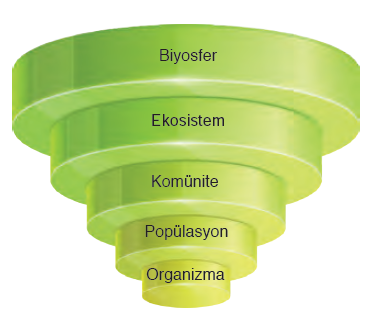 Biyosfer
Ekosistem
Komünite
Popülasyon
Organizma